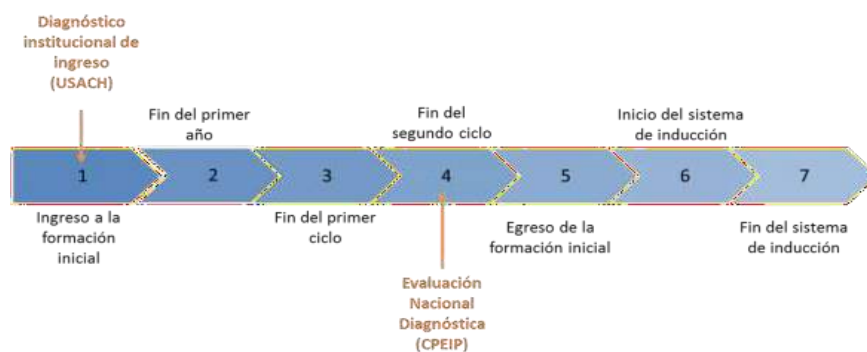 Diagnóstico
institucional de
ingreso
(USACH)
Fin del primer
año
Fin del
segundo ciclo
Inicio del sistema
de inducción
1
2
3
4
5
6
7
Ingreso a la
formación
inicial
Fin del primer
ciclo
Egreso de la
formación inicial
Fin del sistema
de inducción
Evaluación
Nacional
Diagnóstica
(CPEIP)